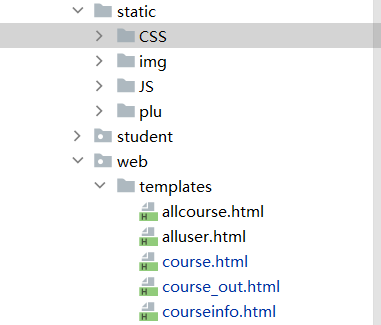 static
CSS
img
JS
plu
student
web
templates
allcourse.html
alluser.html
course.html
course_out.html
courseinfo.html